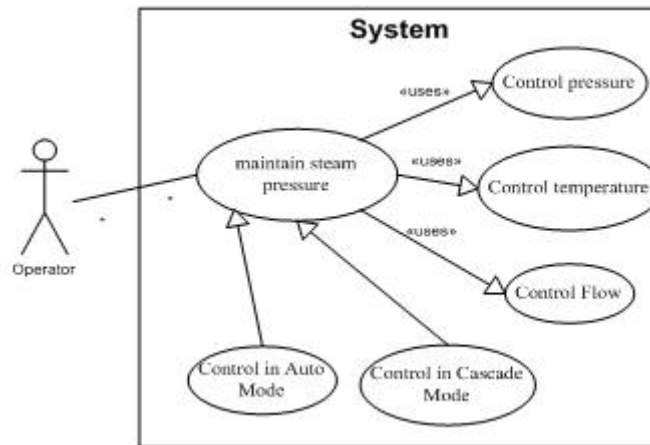 System
Control pressure
«uses»
maintain steam
pressure
«uses»
Control temperature
*
*
«uses»
Operator
Control Flow
Control in Auto
Mode
Control in Cascade
Mode